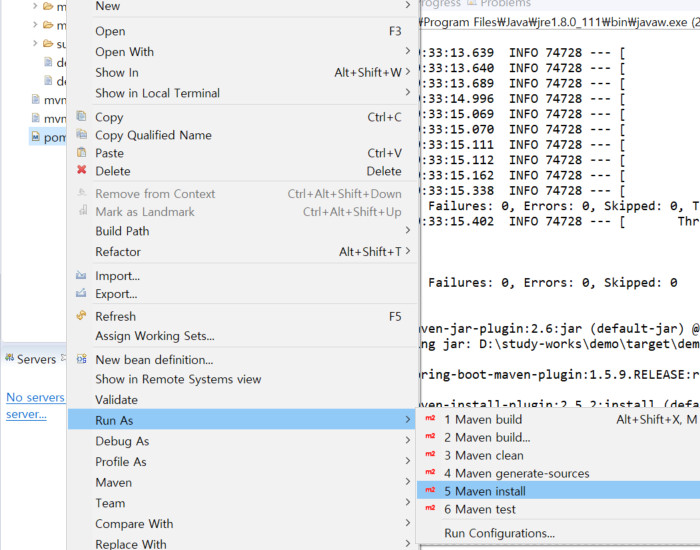 New
Open F3
Open With
Show In Alt+Shift+W
Show in Local Terminal
Copy Ctrl+C
Copy Qualified Name
Paste Ctrl+V
Delete Delete
Remove from Context Ctrl+Alt+Shift+Down
Mark as Landmark Ctrl+Alt+Shift+Up
Build Path
Refactor Alt+Shift+T
Import...
Export...
Refresh F5
Assign Working Sets...
New bean definition...
Show in Remote Systems view
Validate
Run As
Debug As
Profile As
Maven
Team
Compare With
Replace With
1 Maven build Alt+Shift+X, M
2 Maven build...
3 Maven clean
4 Maven generate-sources
5 Maven install
6 Maven test
Run Configurations...
m
m
su
de
de
mvn
mvn
pom
Servers
No servers
server...
ogress Problems
₩Program Files₩Java₩jre1.8.0_111₩bin₩javaw.exe (2
:33:13.639 INFO 74728 --- [
:33:13.640 INFO 74728 --- [
:33:13.689 INFO 74728 --- [
:33:14.996 INFO 74728 --- [
:33:15.069 INFO 74728 --- [
:33:15.070 INFO 74728 --- [
:33:15.111 INFO 74728 --- [
:33:15.112 INFO 74728 --- [
:33:15.162 INFO 74728 --- [
:33:15.338 INFO 74728 --- [
Failures: 0, Errors: 0, Skipped: 0, T
:33:15.402 INFO 74728 --- [ Thr
Failures: 0, Errors: 0, Skipped: 0
ven-jar-plugin:2.6:jar (default-jar) @
ng jar: D:\study-works\demo\target\dem
ring-boot-maven-plugin:1.5.9.RELEASE:r
ven-install-plugin:2.5.2:install (defa